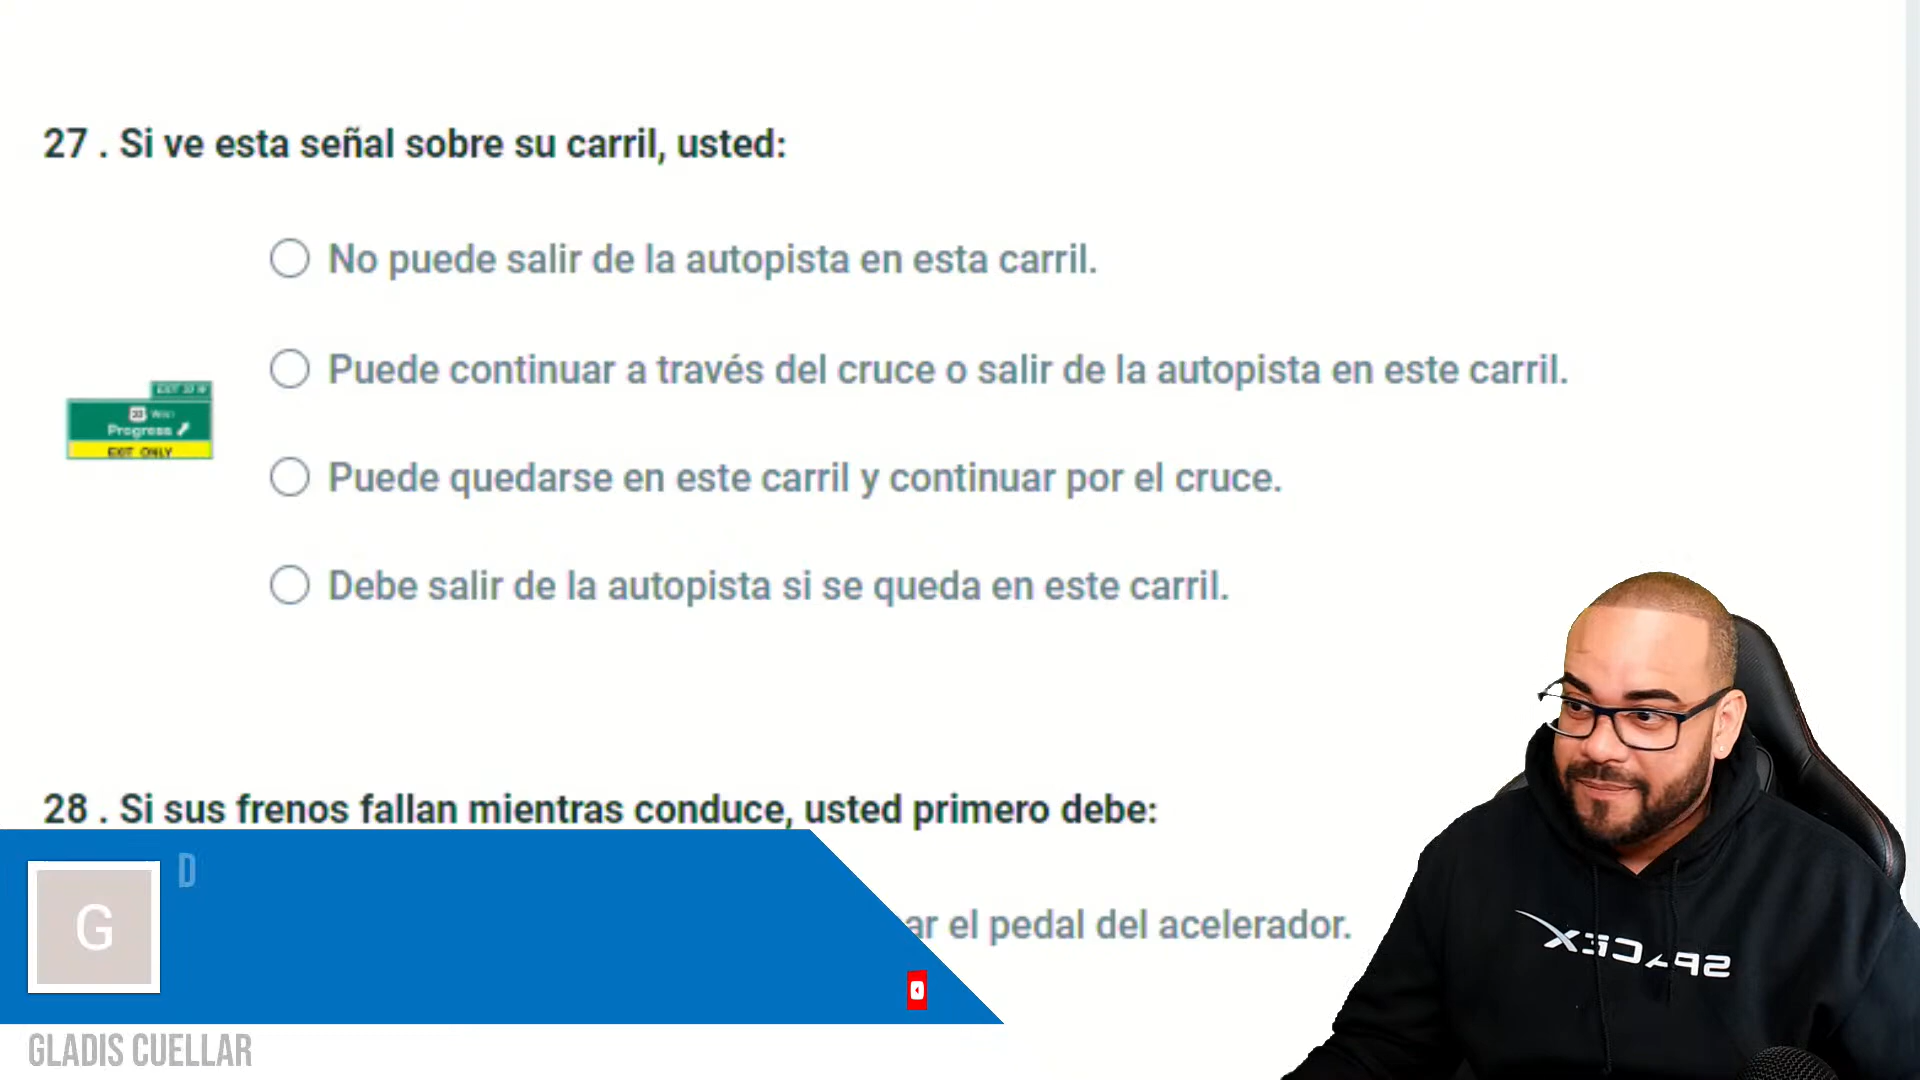 27 . Si ve esta señal sobre su carril, usted:
No puede salir de la autopista en esta carril.
Puede continuar a través del cruce o salir de la autopista en este carril.
EXIT
Progress
EXIT ONLY
Puede quedarse en este carril y continuar por el cruce.
Debe salir de la autopista si se queda en este carril.
28 . Si sus frenos fallan mientras conduce, usted primero debe:
D
G
ar el pedal del acelerador.
SPACEX
GLADIS CUELLAR